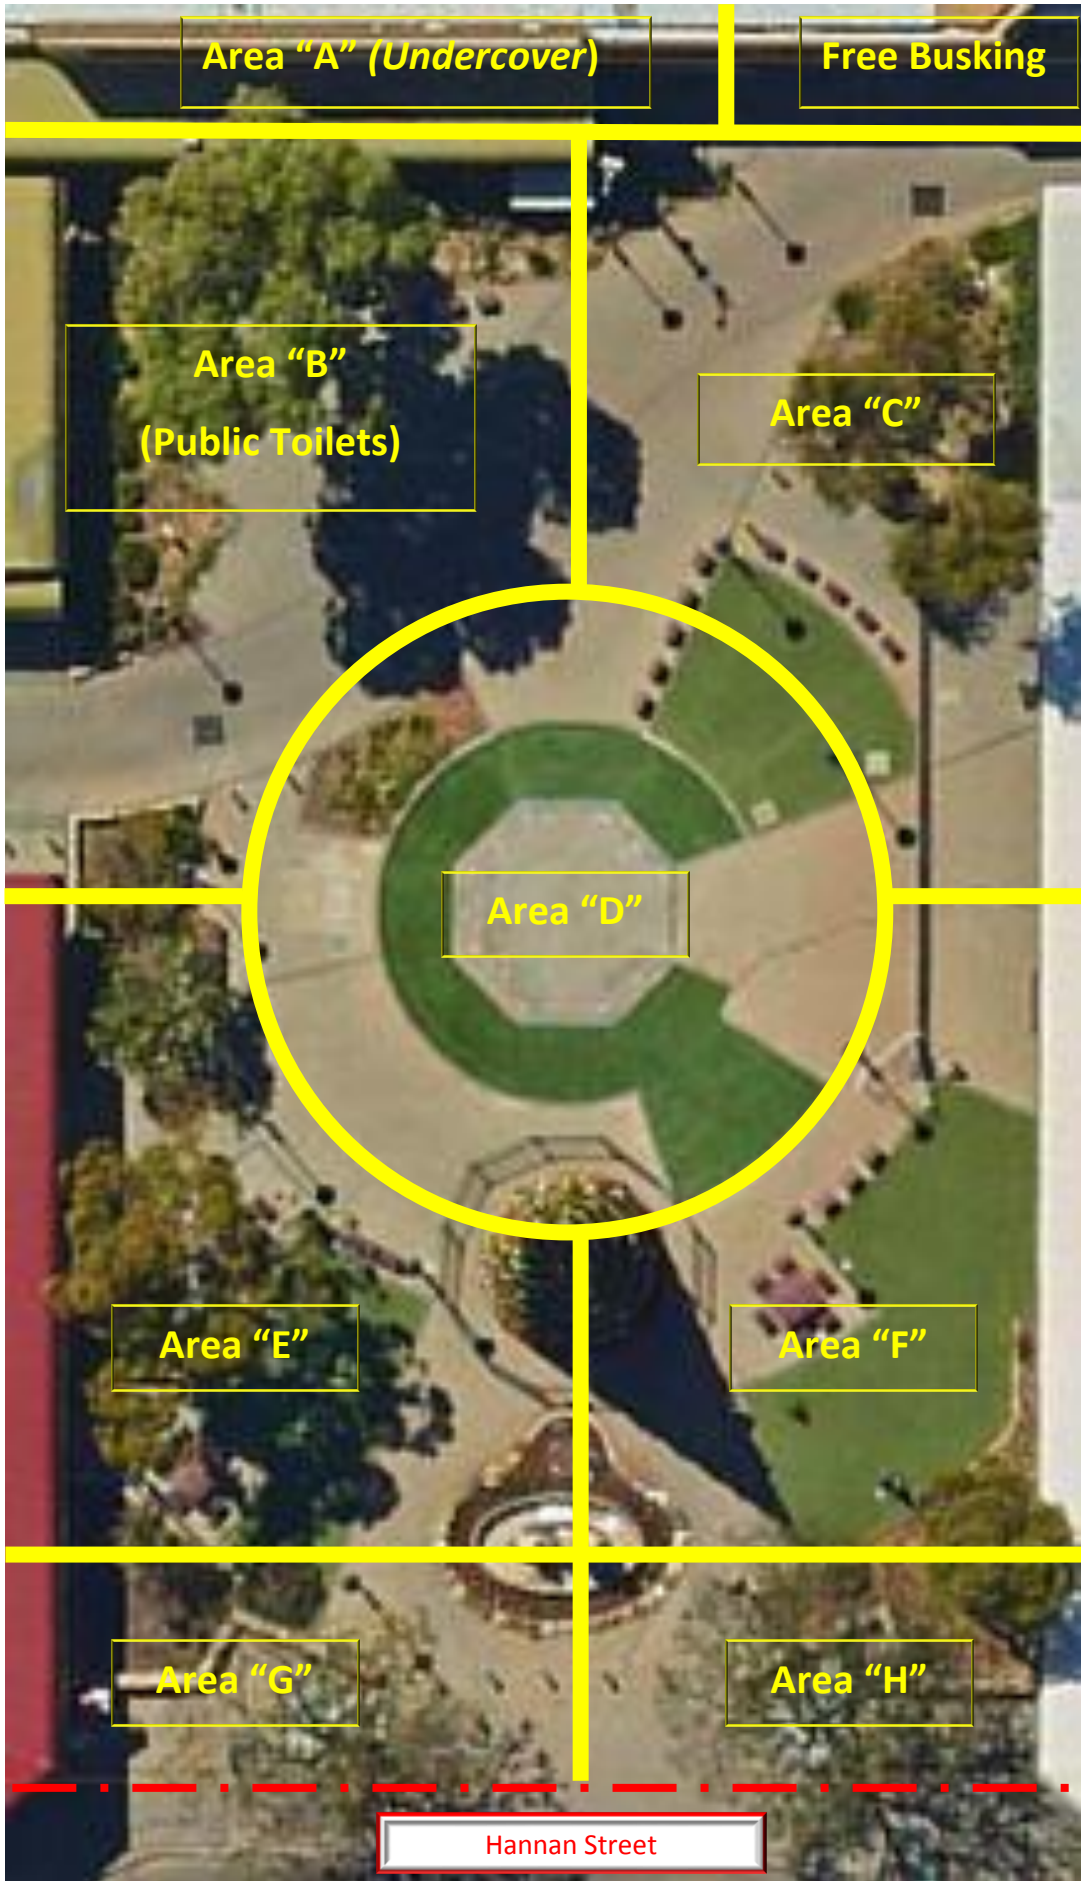 Area “A” (Undercover)
Free Busking
Area “B”
(Public Toilets)
Area “C”
Area “D”
Area “E”
Area “F”
Area “G”
Area “H”
Hannan Street